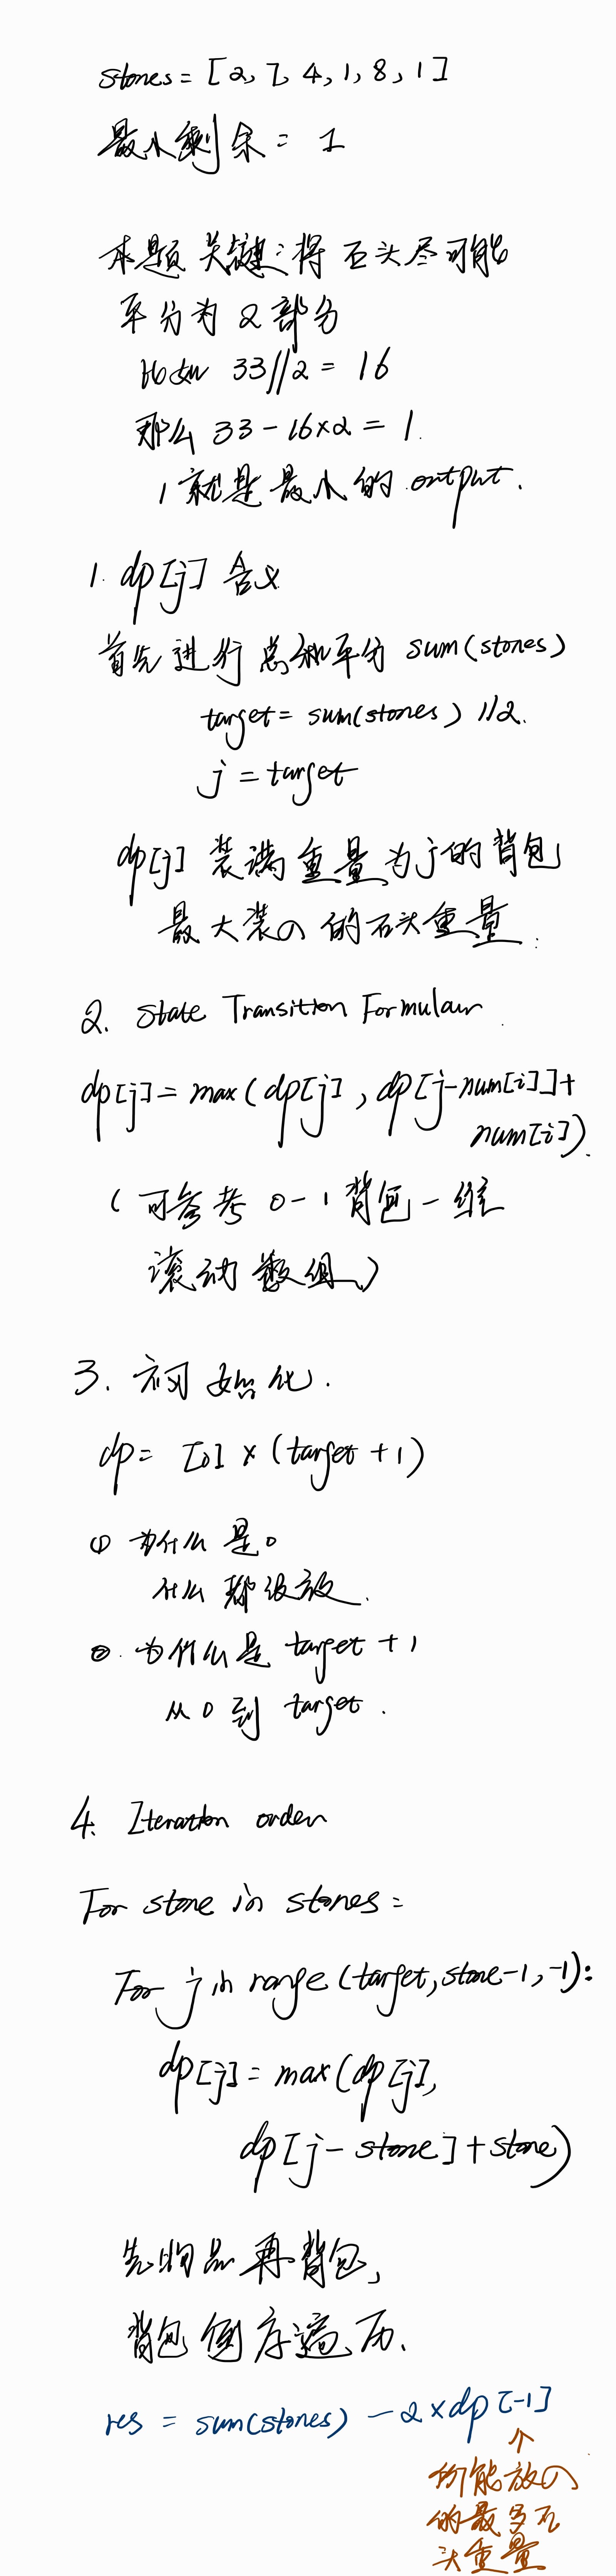 stones = [2, 7, 4, 1, 8, 1]
最小剩余 = 1
本题关键:将石头尽可能
平分为2部分
比如 33//2 = 16
那么 33-16×2 = 1.
1就是最小的 output.
1. dp[j] 含义
首先进行总和平分 sum(stones)
target = sum(stones) //2.
j = target
dp[j] 装满重量为j的背包
最大装入的石头重量.
2. State Transition Formular
dp[j] = max(dp[j], dp[j-num[i]]+
num[i]).
(可参考 0-1背包一维
滚动数组)
3. 初始化.
dp = [0] × (target +1)
① 为什么是0
什么都没放.
②. 为什么是 target +1
从0到 target.
4. Iteration order
For stone in stones:
For j in range(target, stone-1, -1):
dp[j] = max(dp[j],
dp[j-stone]+stone)
先物品再背包,
背包倒序遍历.
res = sum(stones) - 2×dp[-1]
所能放入
的最多石
头重量